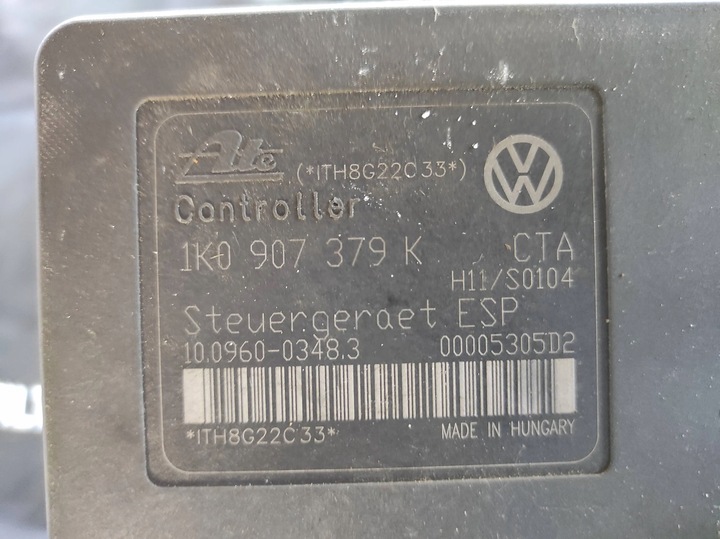 Ate (*ITH8G22C33*)
Controller
1K0 907 379 K CTA
H11/S0104
Steuergeraet ESP
10.0960-0348.3 00005305D2
*ITH8G22C33* MADE IN HUNGARY